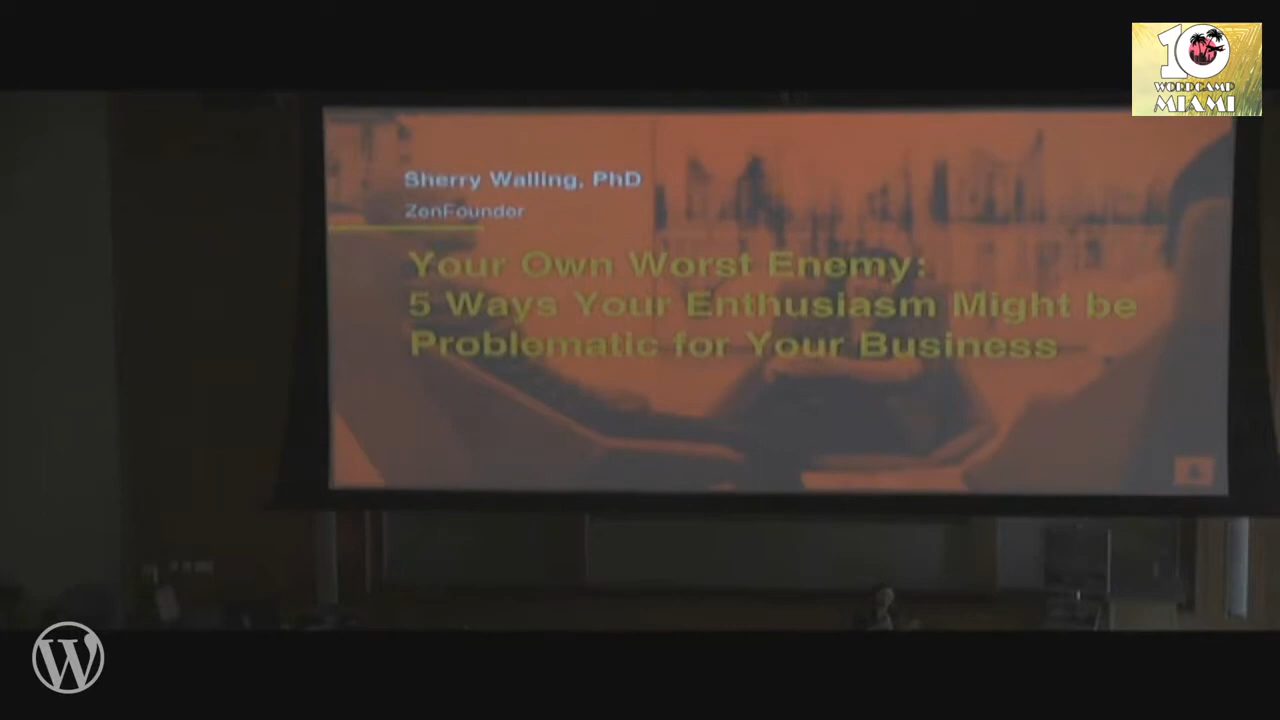 10
WORDCAMP
MIAMI
Sherry Walling, PhD
ZenFounder
Your Own Worst Enemy:
5 Ways Your Enthusiasm Might be
Problematic for Your Business
W